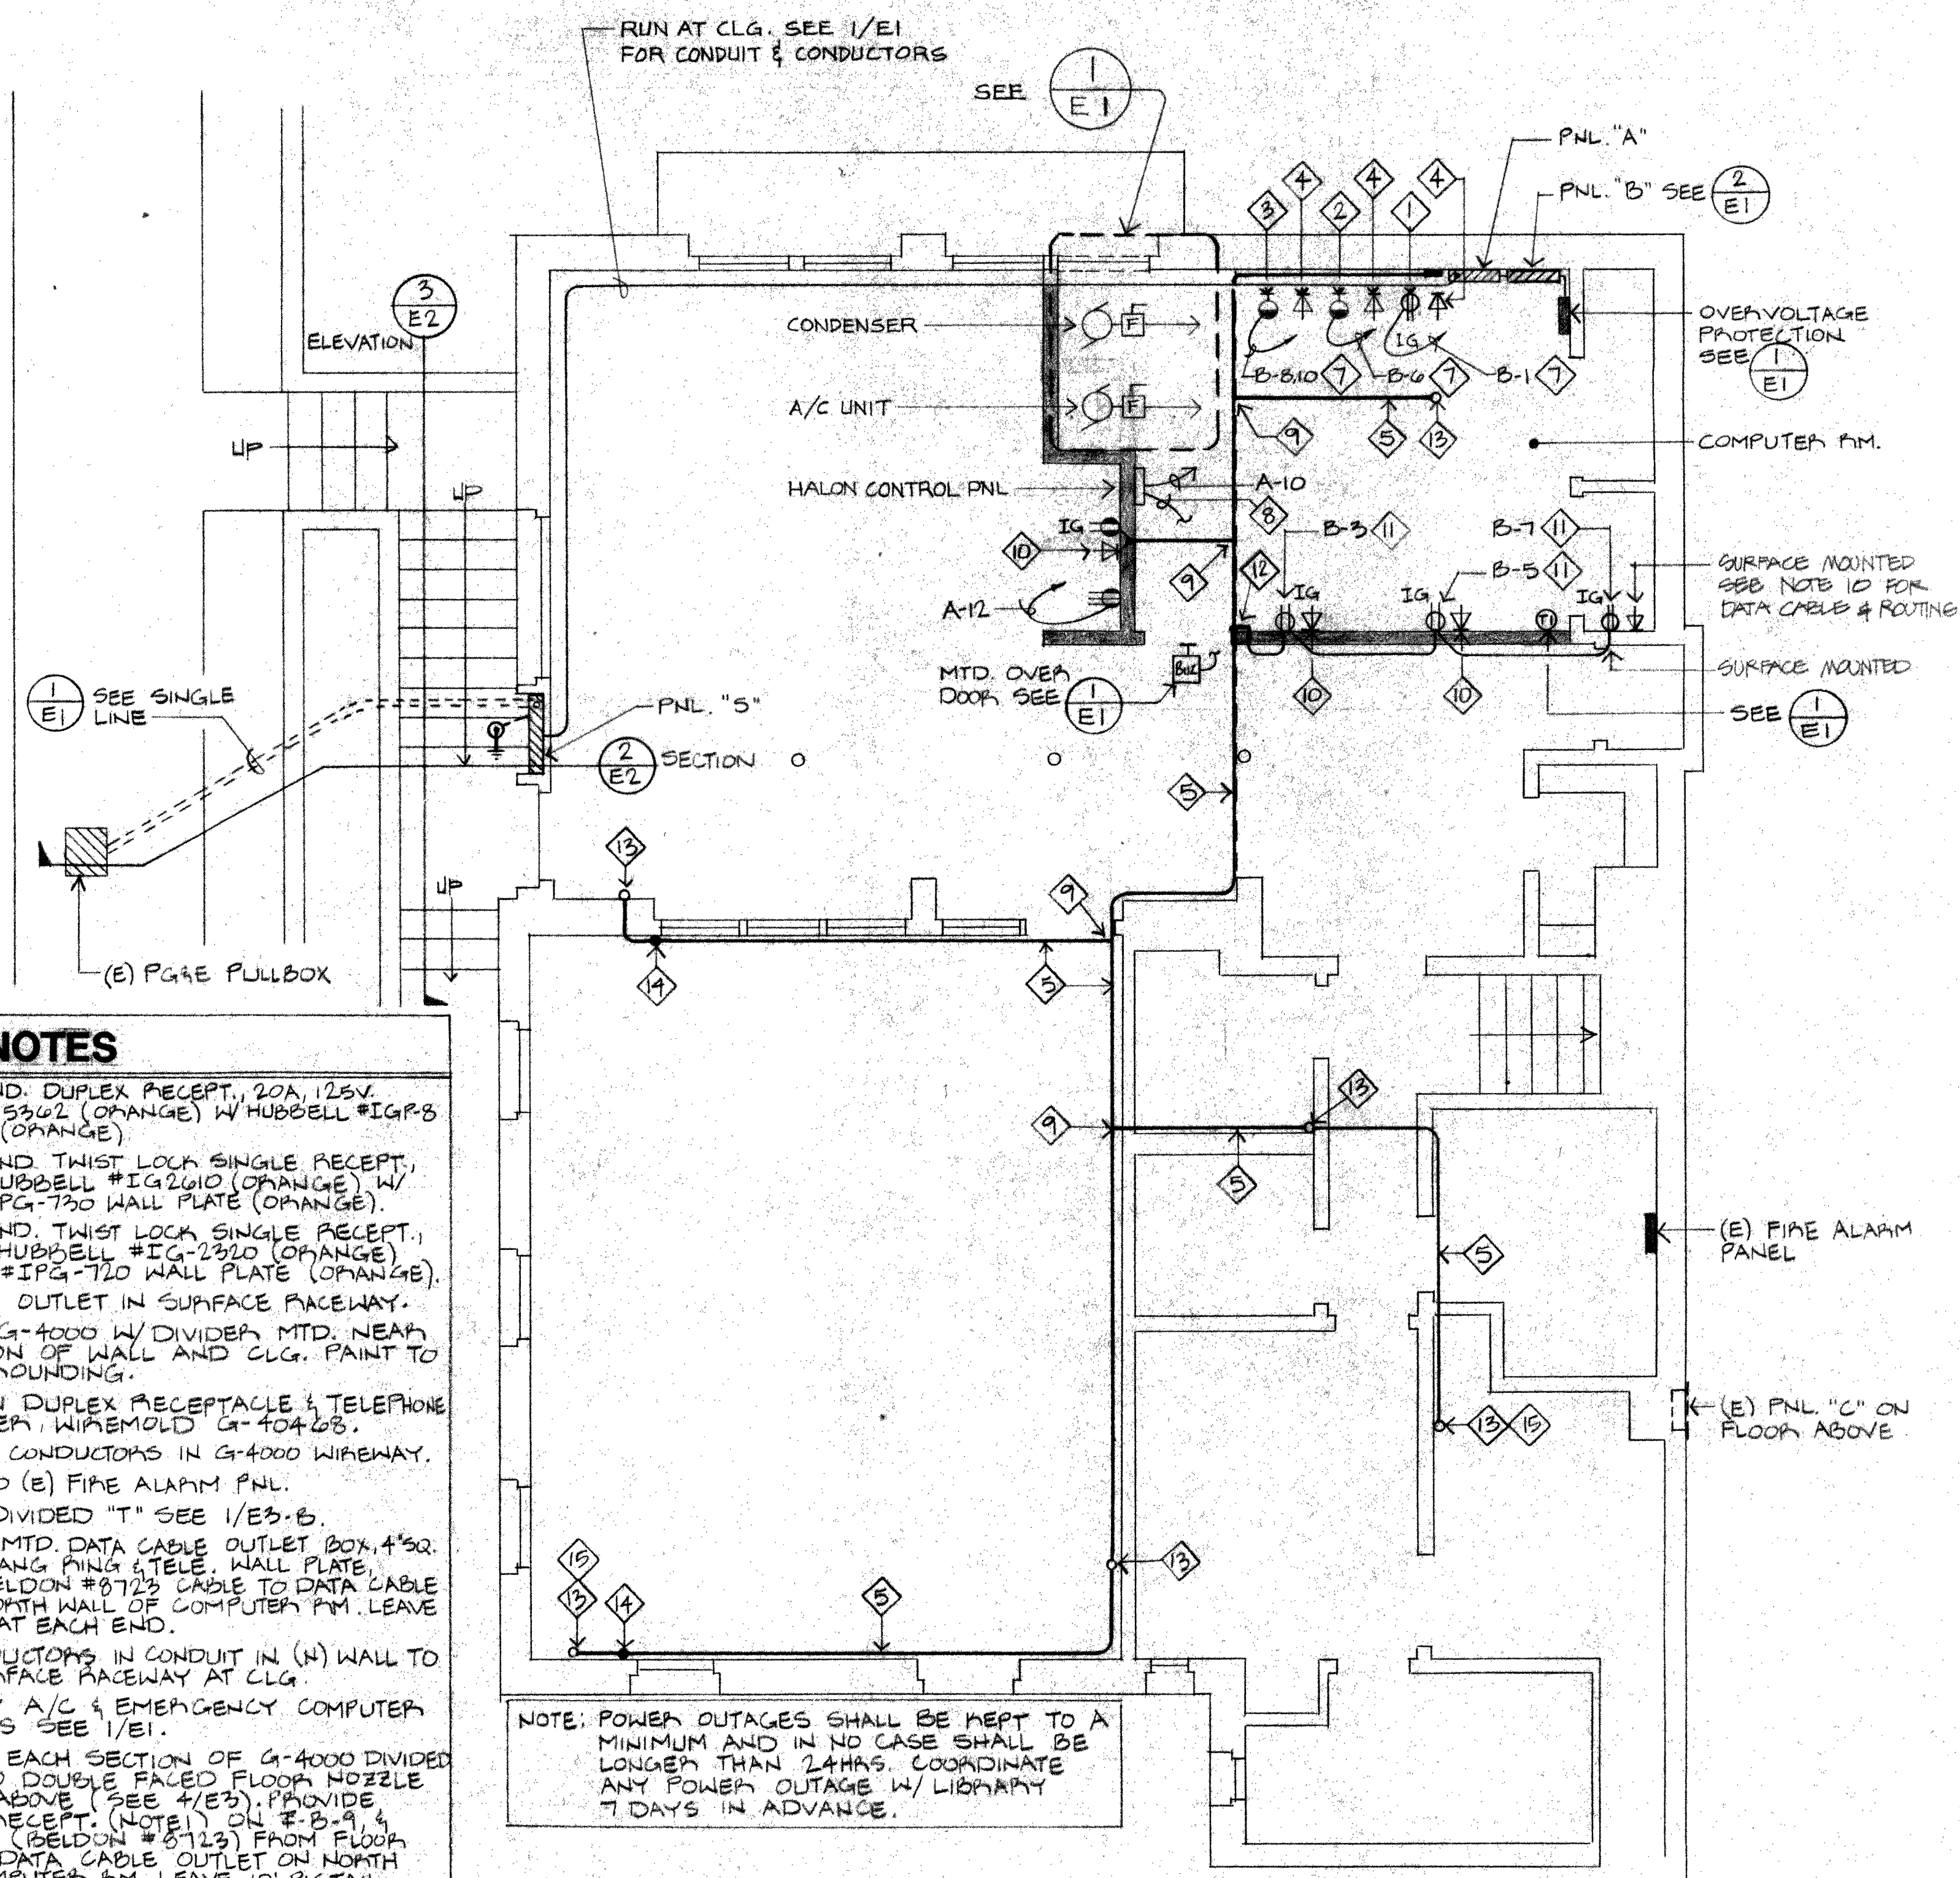 RUN AT CLG. SEE 1/E1
FOR CONDUIT & CONDUCTORS
SEE
1
E1
PNL. "A"
PNL. "B" SEE
2
E1
3
4
2
4
1
4
3
E2
ELEVATION
CONDENSER
F
IG
OVERVOLTAGE
PROTECTION
SEE
1
E1
B-8,10
7
B-6
7
B-1
7
A/C UNIT
F
9
5
13
COMPUTER RM.
UP
UP
HALON CONTROL PNL
A-10
8
IG
B-3
11
B-7
11
10
9
12
B-5
11
SURFACE MOUNTED
SEE NOTE 10 FOR
DATA CABLE & ROUTING
A-12
IG
IG
IG
MTD. OVER
DOOR SEE
1
E1
10
10
SURFACE MOUNTED
1
E1
SEE SINGLE
LINE
PNL. "S"
SEE
1
E1
2
E2
SECTION
5
13
UP
9
(E) PG&E PULLBOX
14
5
NOTES
ND. DUPLEX RECEPT., 20A, 125V.
5362 (ORANGE) W/ HUBBELL #IGP-8
(ORANGE)
ND. TWIST LOCK SINGLE RECEPT.,
UBBELL #IG2610 (ORANGE) W/
PG-730 WALL PLATE (ORANGE).
ND. TWIST LOCK SINGLE RECEPT.,
HUBBELL #IG-2320 (ORANGE)
#IPG-720 WALL PLATE (ORANGE).
OUTLET IN SURFACE RACEWAY.
G-4000 W/ DIVIDER MTD. NEAR
ON OF WALL AND CLG. PAINT TO
ROUNDING.
N DUPLEX RECEPTACLE & TELEPHONE
ER, WIREMOLD G-4046B.
CONDUCTORS IN G-4000 WIREWAY.
O (E) FIRE ALARM PNL.
DIVIDED "T" SEE 1/E3-B.
MTD. DATA CABLE OUTLET BOX, 4"SQ.
ANG RING & TELE. WALL PLATE,
ELDON #8723 CABLE TO DATA CABLE
ORTH WALL OF COMPUTER RM. LEAVE
AT EACH END.
UCTORS IN CONDUIT IN (N) WALL TO
RFACE RACEWAY AT CLG.
A/C & EMERGENCY COMPUTER
S SEE 1/E1.
EACH SECTION OF G-4000 DIVIDED
O DOUBLE FACED FLOOR NOZZLE
ABOVE (SEE 4/E3). PROVIDE
RECEPT. (NOTE 1) ON #-B-9, &
(BELDON #8723) FROM FLOOR
DATA CABLE OUTLET ON NORTH
13
9
5
5
(E) FIRE ALARM
PANEL
13
15
(E) PNL. "C" ON
FLOOR ABOVE
15
13
14
5
13
NOTE: POWER OUTAGES SHALL BE KEPT TO A
MINIMUM AND IN NO CASE SHALL BE
LONGER THAN 24HRS. COORDINATE
ANY POWER OUTAGE W/ LIBRARY
7 DAYS IN ADVANCE.